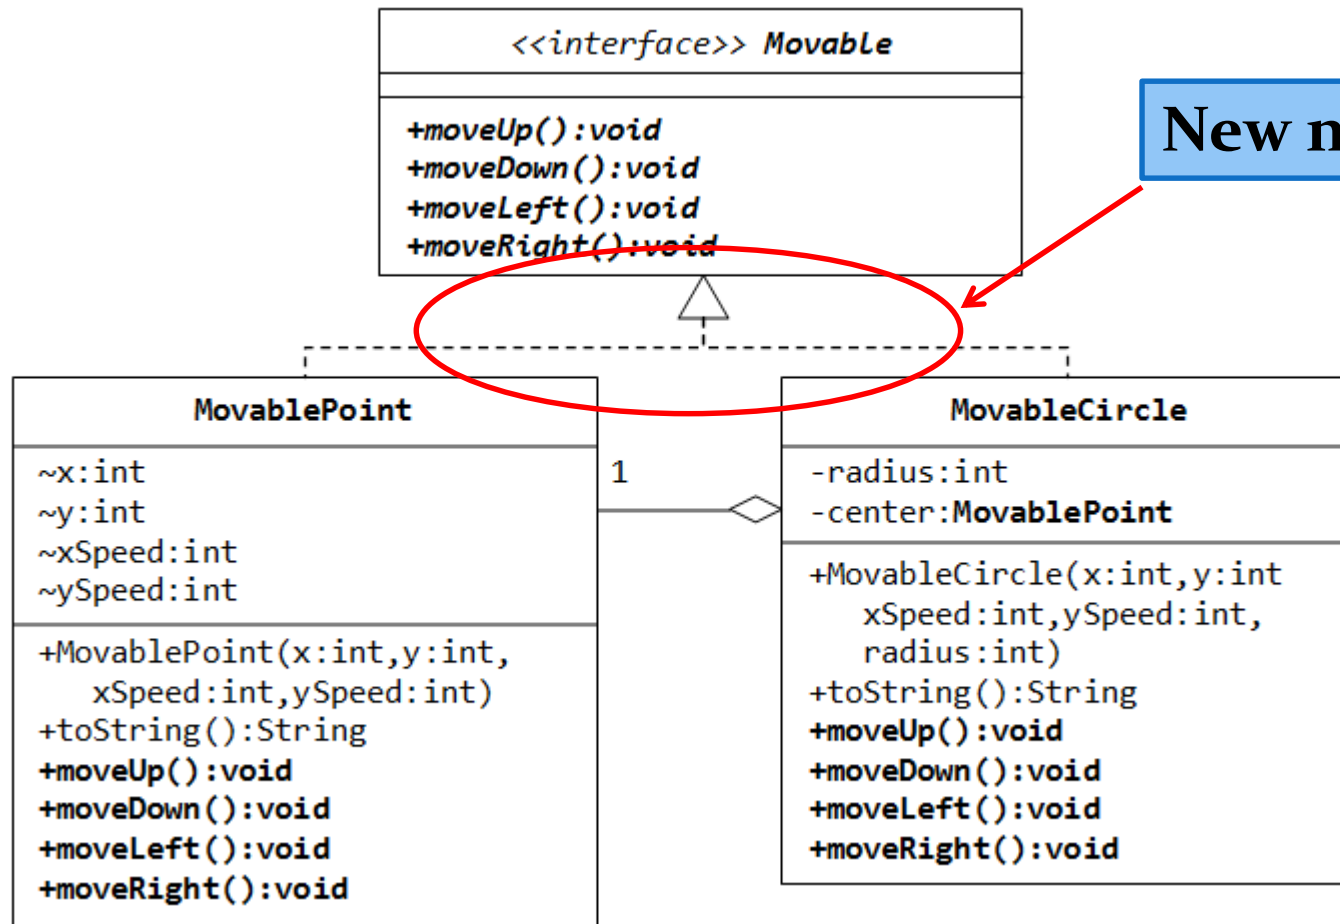 <<interface>> Movable
+moveUp():void
+moveDown():void
+moveLeft():void
+moveRight():void
New
MovablePoint
~x:int
~y:int
~xSpeed:int
~ySpeed:int
+MovablePoint(x:int,y:int,
xSpeed:int,ySpeed:int)
+toString():String
+moveUp():void
+moveDown():void
+moveLeft():void
+moveRight():void
1
MovableCircle
-radius:int
-center:MovablePoint
+MovableCircle(x:int,y:int
xSpeed:int,ySpeed:int,
radius:int)
+toString():String
+moveUp():void
+moveDown():void
+moveLeft():void
+moveRight():void